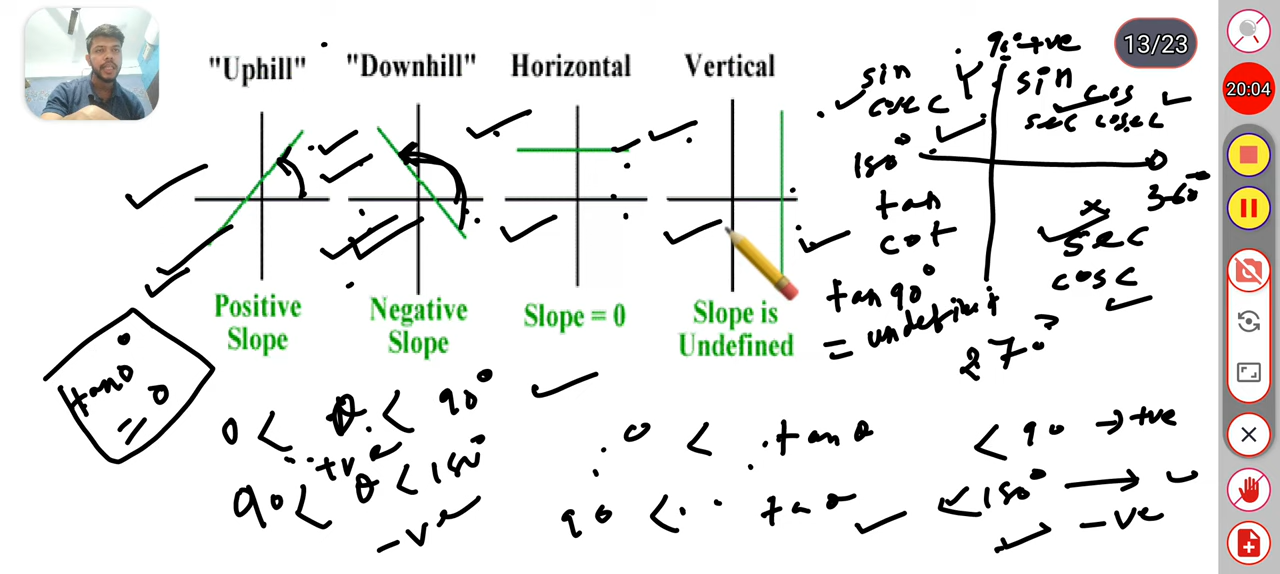 13/23
20:04
"Uphill"
"Downhill"
Horizontal
Vertical
Positive
Slope
Negative
Slope
Slope = 0
Slope is
Undefined
90° +ve
sin
cosec
Y
sin
cos
sec cosec
180°
0
360°
tan
cot
sec
tan 90°
=
270°
tan 0
= 0
0 < θ < 90°
+ve
90 < θ < 180°
-ve
0 < tan θ < 90 → +ve
90 < tan θ < 180° →
→ -ve